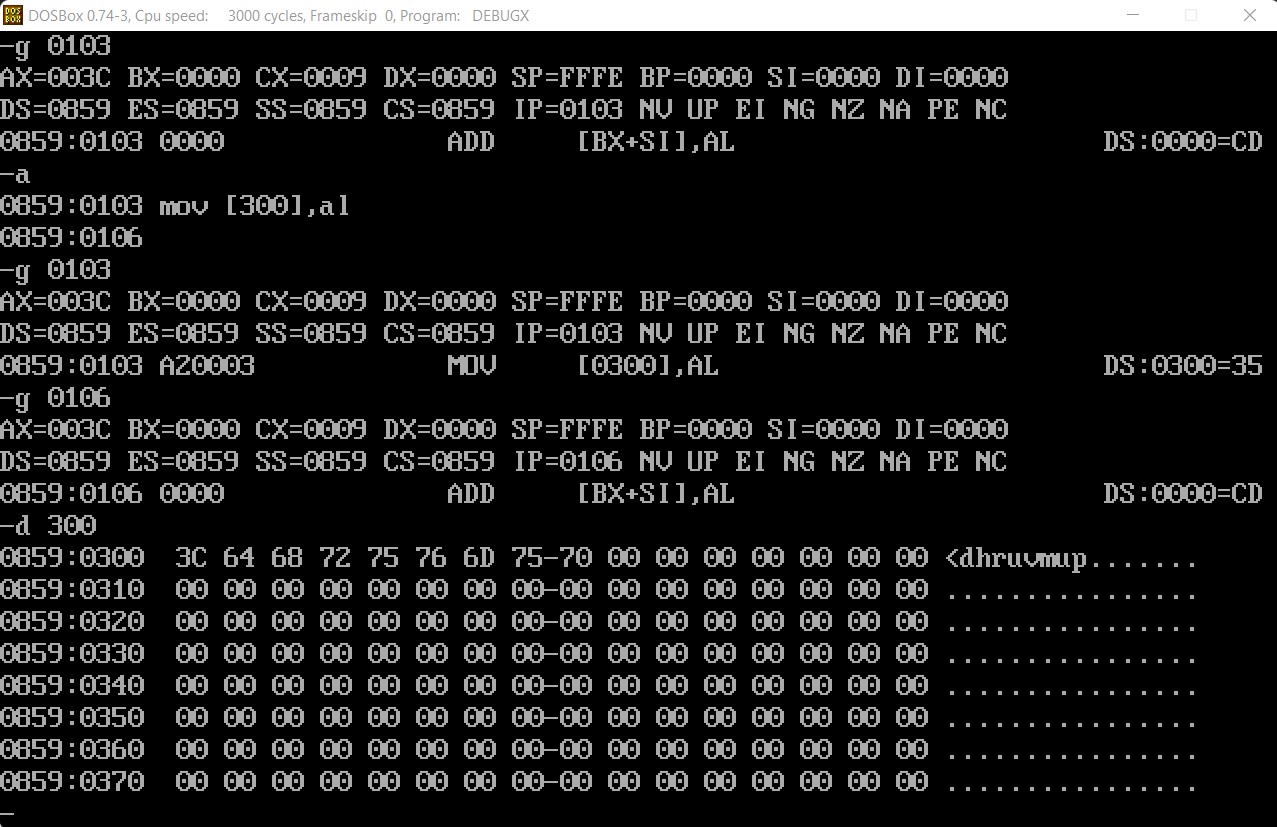 DOSBox 0.74-3, Cpu speed: 3000 cycles, Frameskip 0, Program: DEBUGX
-g 0103
AX=003C BX=0000 CX=0009 DX=0000 SP=FFFE BP=0000 SI=0000 DI=0000
DS=0859 ES=0859 SS=0859 CS=0859 IP=0103 NV UP EI NG NZ NA PE NC
0859:0103 0000 ADD [BX+SI],AL DS:0000=CD
-a
0859:0103 mov [300],al
0859:0106
-g 0103
AX=003C BX=0000 CX=0009 DX=0000 SP=FFFE BP=0000 SI=0000 DI=0000
DS=0859 ES=0859 SS=0859 CS=0859 IP=0103 NV UP EI NG NZ NA PE NC
0859:0103 A20003 MOV [0300],AL DS:0300=35
-g 0106
AX=003C BX=0000 CX=0009 DX=0000 SP=FFFE BP=0000 SI=0000 DI=0000
DS=0859 ES=0859 SS=0859 CS=0859 IP=0106 NV UP EI NG NZ NA PE NC
0859:0106 0000 ADD [BX+SI],AL DS:0000=CD
-d 300
0859:0300 3C 64 68 72 75 76 6D 75-70 00 00 00 00 00 00 00 <dhruvmup.......
0859:0310 00 00 00 00 00 00 00 00-00 00 00 00 00 00 00 00 ................
0859:0320 00 00 00 00 00 00 00 00-00 00 00 00 00 00 00 00 ................
0859:0330 00 00 00 00 00 00 00 00-00 00 00 00 00 00 00 00 ................
0859:0340 00 00 00 00 00 00 00 00-00 00 00 00 00 00 00 00 ................
0859:0350 00 00 00 00 00 00 00 00-00 00 00 00 00 00 00 00 ................
0859:0360 00 00 00 00 00 00 00 00-00 00 00 00 00 00 00 00 ................
0859:0370 00 00 00 00 00 00 00 00-00 00 00 00 00 00 00 00 ................
-